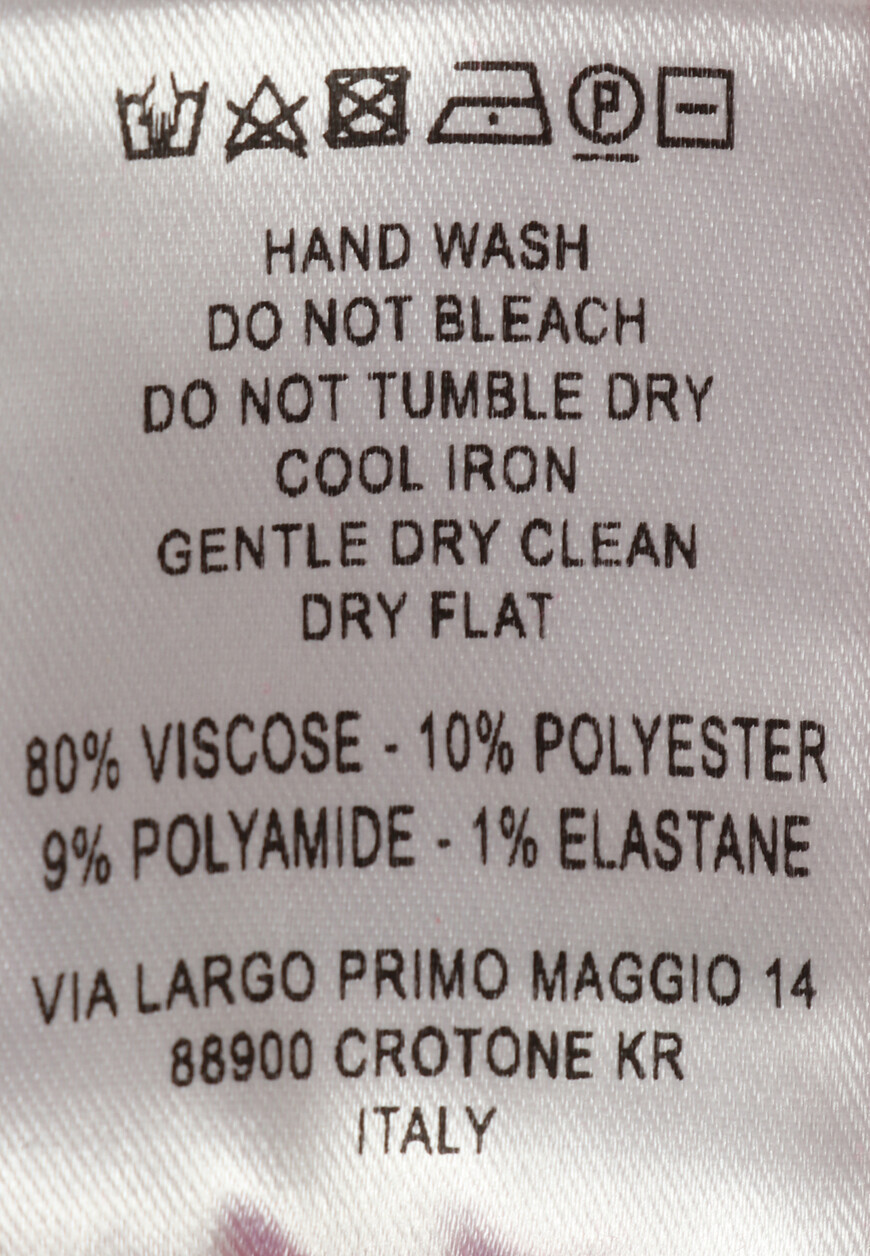 HAND WASH
DO NOT BLEACH
DO NOT TUMBLE DRY
COOL IRON
GENTLE DRY CLEAN
DRY FLAT
80% VISCOSE - 10% POLYESTER
9% POLYAMIDE - 1% ELASTANE
VIA LARGO PRIMO MAGGIO 14
88900 CROTONE KR
ITALY